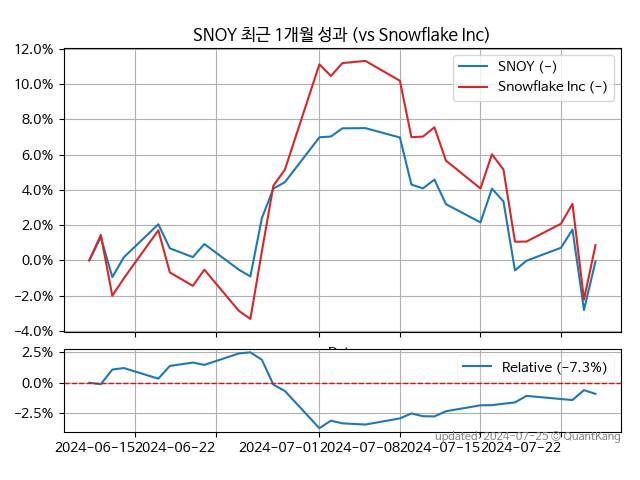 SNOY 최근 1개월 성과 (vs Snowflake Inc)
12.0%
10.0%
8.0%
6.0%
4.0%
2.0%
0.0%
−2.0%
−4.0%
SNOY (-)
Snowflake Inc (-)
2.5%
0.0%
−2.5%
Relative (-7.3%)
2024-06-15 2024-06-22 2024-07-01 2024-07-08 2024-07-15 2024-07-22
updated: 2024-07-25 © QuantKang